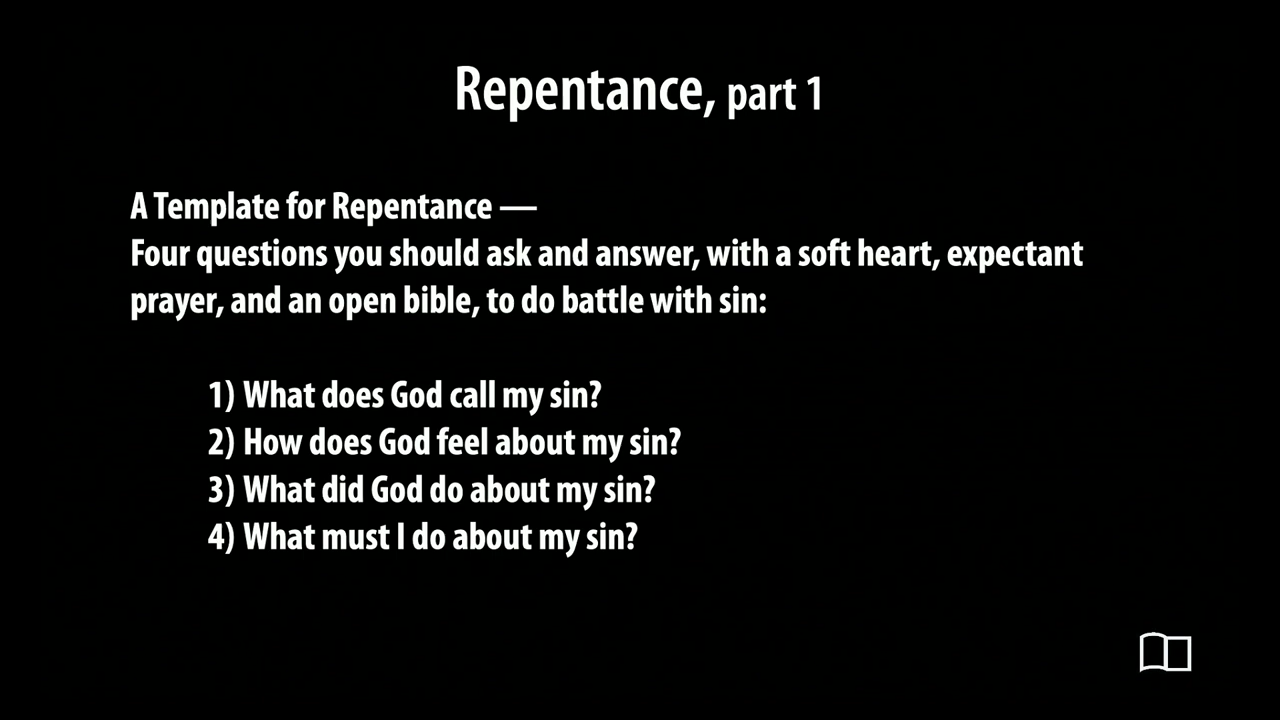 Repentance, part 1
A Template for Repentance —
Four questions you should ask and answer, with a soft heart, expectant
prayer, and an open bible, to do battle with sin:
1) What does God call my sin?
2) How does God feel about my sin?
3) What did God do about my sin?
4) What must I do about my sin?